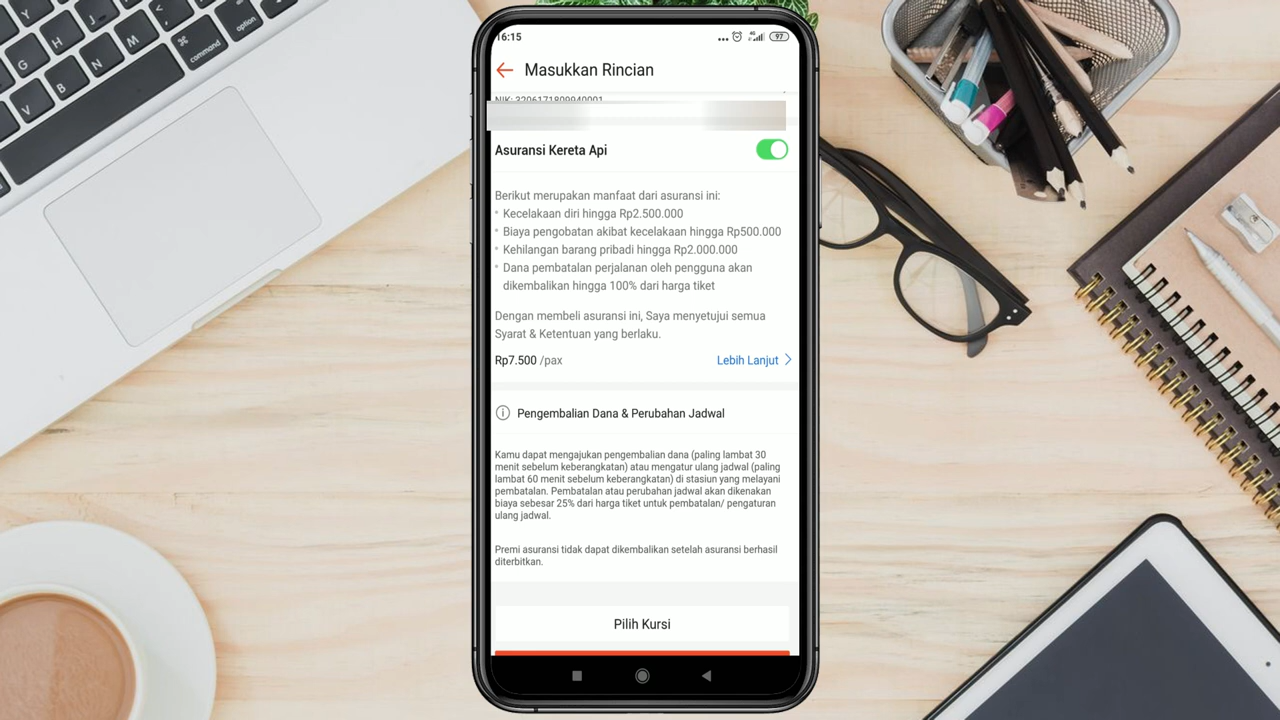 16:15
97
Masukkan Rincian
Asuransi Kereta Api
Berikut merupakan manfaat dari asuransi ini:
Kecelakaan diri hingga Rp2.500.000
Biaya pengobatan akibat kecelakaan hingga Rp500.000
Kehilangan barang pribadi hingga Rp2.000.000
Dana pembatalan perjalanan oleh pengguna akan
dikembalikan hingga 100% dari harga tiket
Dengan membeli asuransi ini, Saya menyetujui semua
Syarat & Ketentuan yang berlaku.
Rp7.500 /pax
Lebih Lanjut
Pengembalian Dana & Perubahan Jadwal
Kamu dapat mengajukan pengembalian dana (paling lambat 30
menit sebelum keberangkatan) atau mengatur ulang jadwal (paling
lambat 60 menit sebelum keberangkatan) di stasiun yang melayani
pembatalan. Pembatalan atau perubahan jadwal akan dikenakan
biaya sebesar 25% dari harga tiket untuk pembatalan/ pengaturan
ulang jadwal.
Premi asuransi tidak dapat dikembalikan setelah asuransi berhasil
diterbitkan.
Pilih Kursi
G
H
J
K
V
B
N
M
⌘
command
option